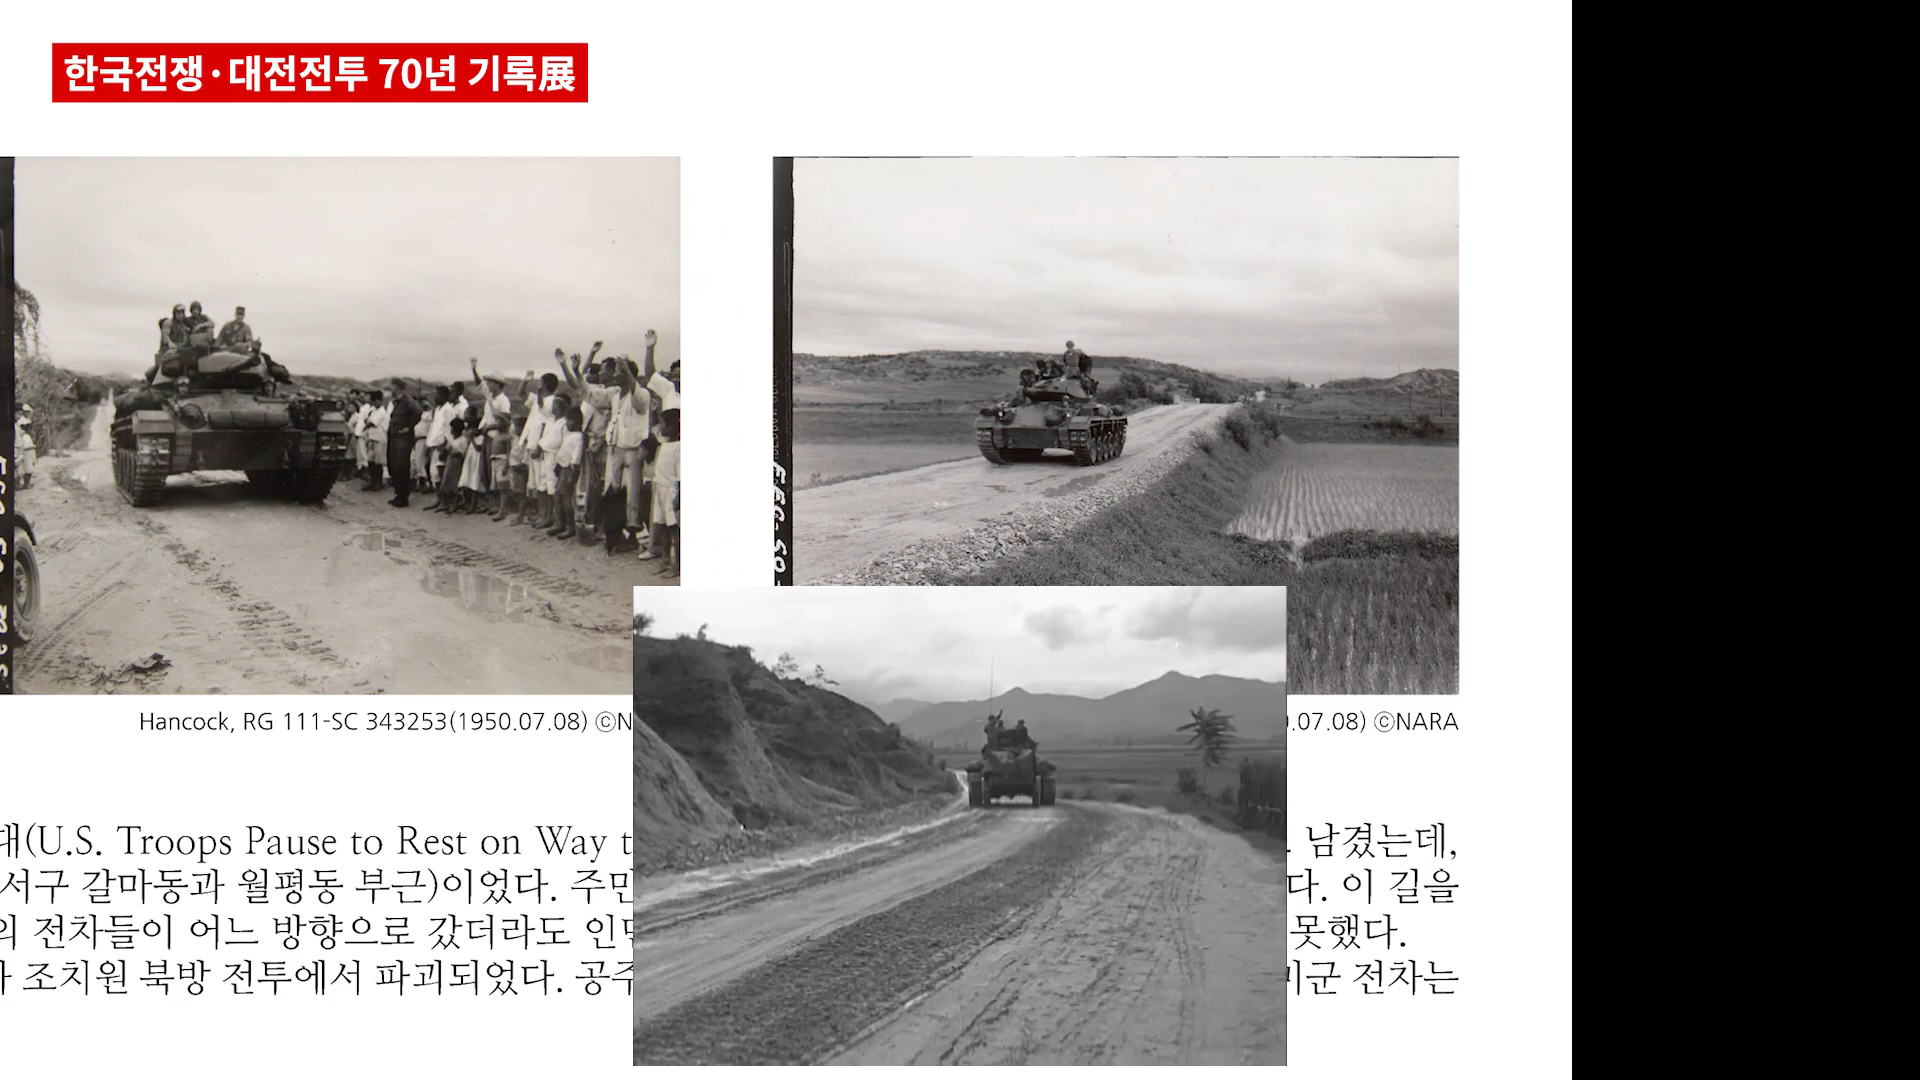 한국전쟁·대전전투 70년 기록展
Hancock, RG 111-SC 343253(1950.07.08) ©N
.07.08) ©NARA
대(U.S. Troops Pause to Rest on Way t
남겼는데,
서구 갈마동과 월평동 부근)이었다. 주민
다. 이 길을
의 전차들이 어느 방향으로 갔더라도
못했다.
조치원 북방 전투에서 파괴되었다. 공주
미군 전차는